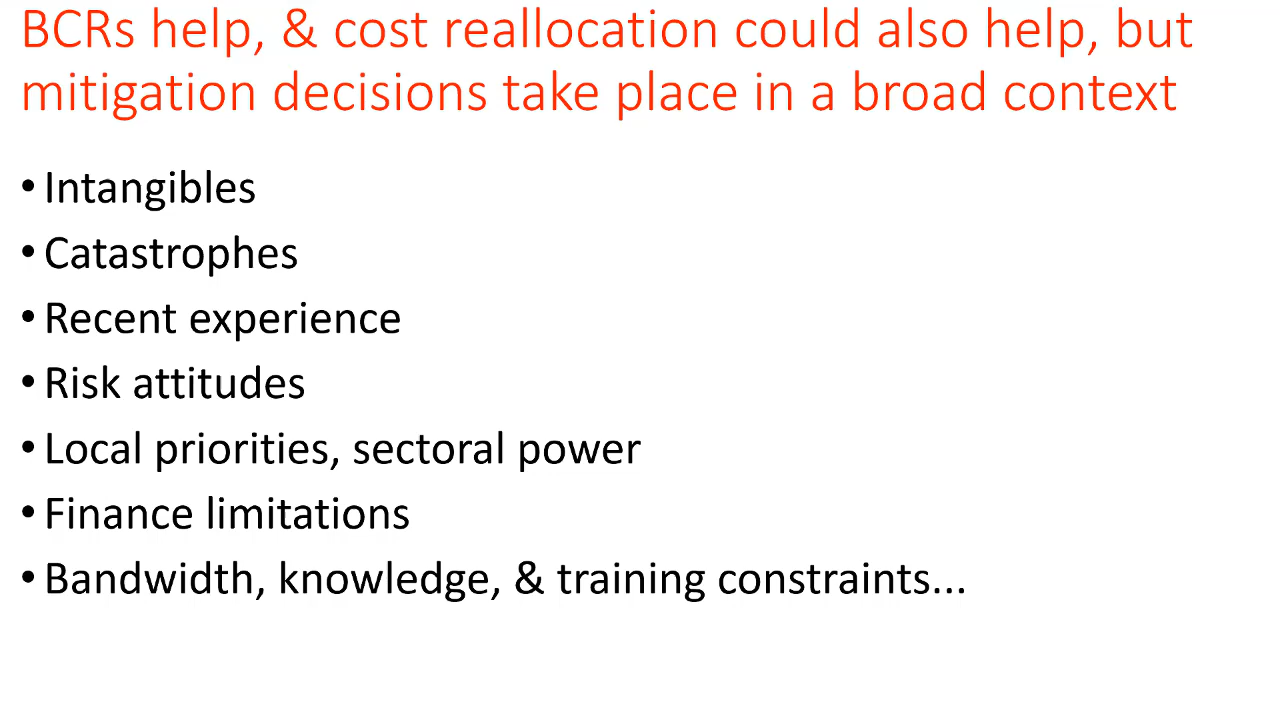 BCRs help, & cost reallocation could also help, but
mitigation decisions take place in a broad context
• Intangibles
• Catastrophes
• Recent experience
• Risk attitudes
• Local priorities, sectoral power
• Finance limitations
• Bandwidth, knowledge, & training constraints...